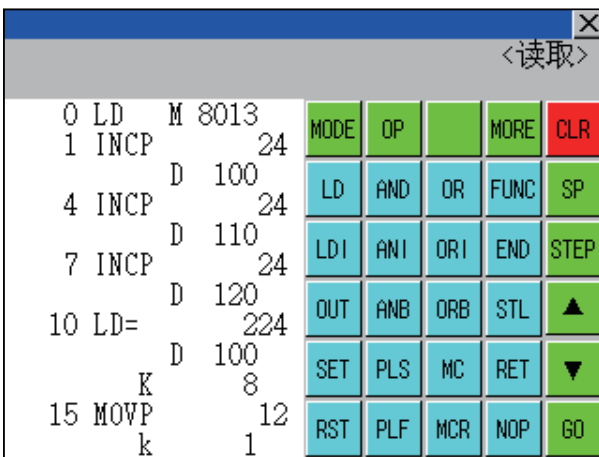 X
<读取>
0 LD M 8013
1 INCP 24
D 100
4 INCP 24
D 110
7 INCP 24
D 120
10 LD= 224
D 100
K 8
15 MOVP 12
k 1
MODE OP MORE CLR
LD AND OR FUNC SP
LDI ANI ORI END STEP
OUT ANB ORB STL ▲
SET PLS MC RET ▼
RST PLF MCR NOP GO